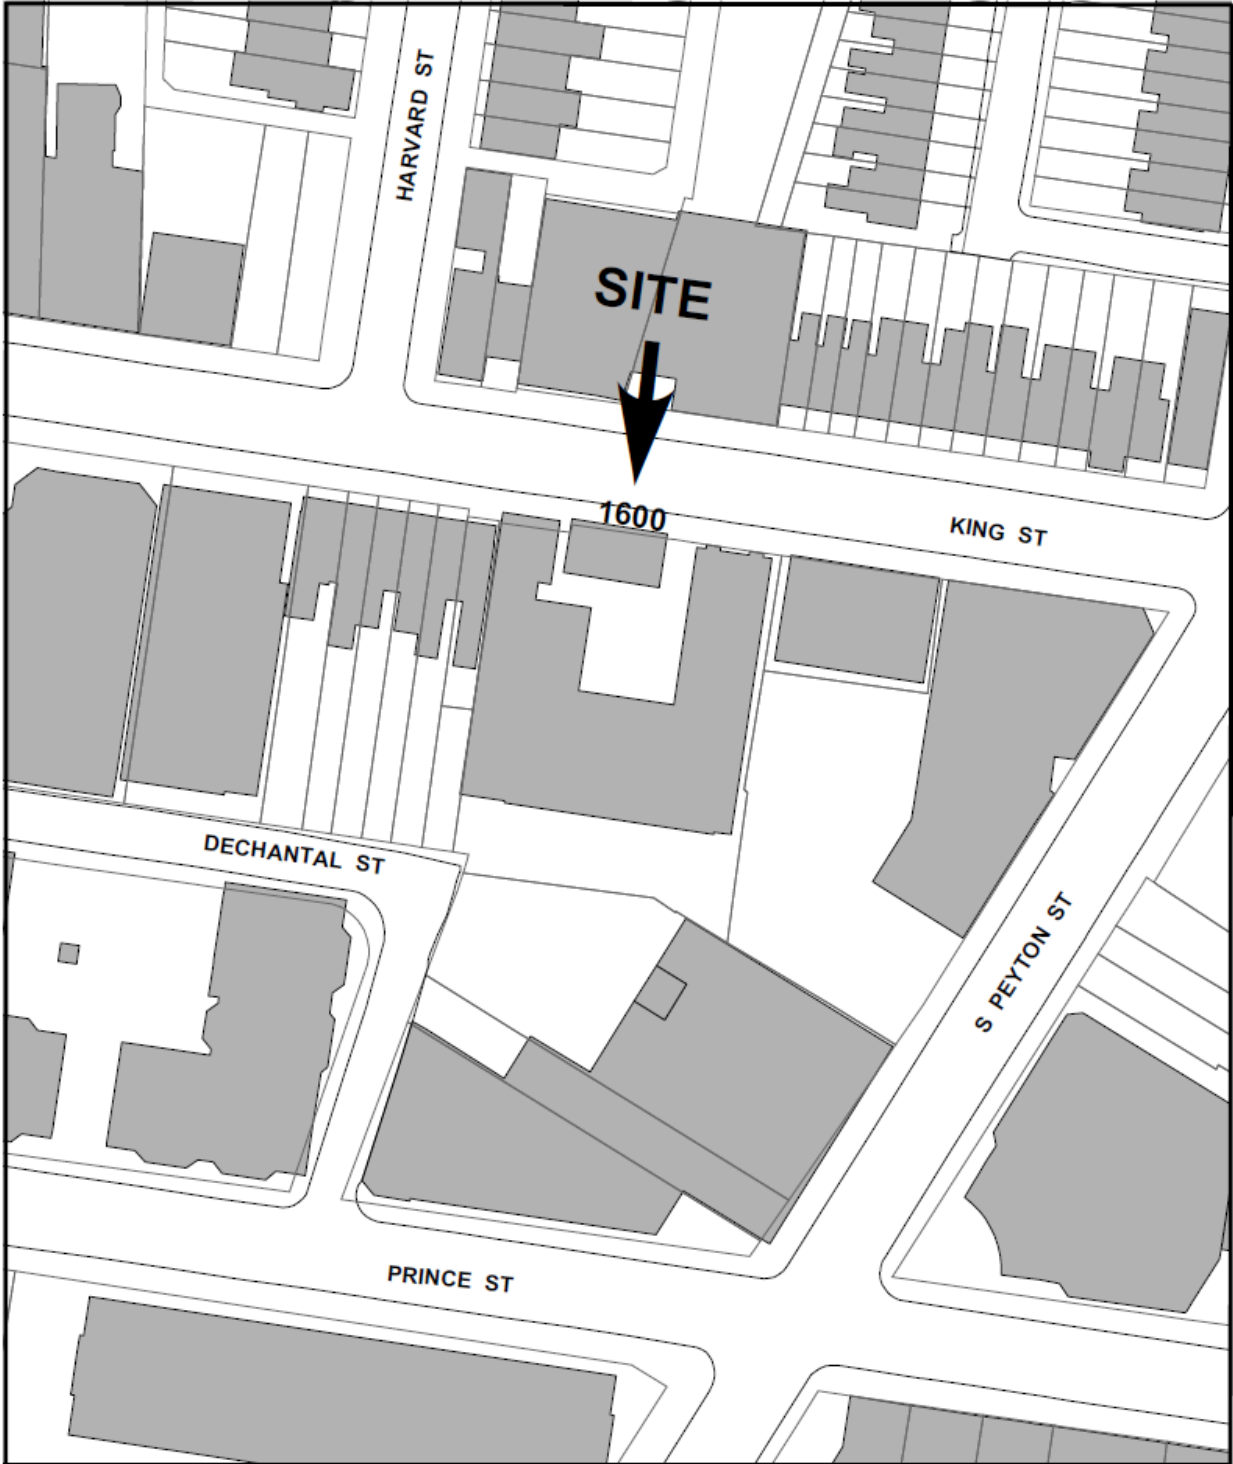 HARVARD ST
SITE
1600
KING ST
DECHANTAL ST
S PEYTON ST
PRINCE ST